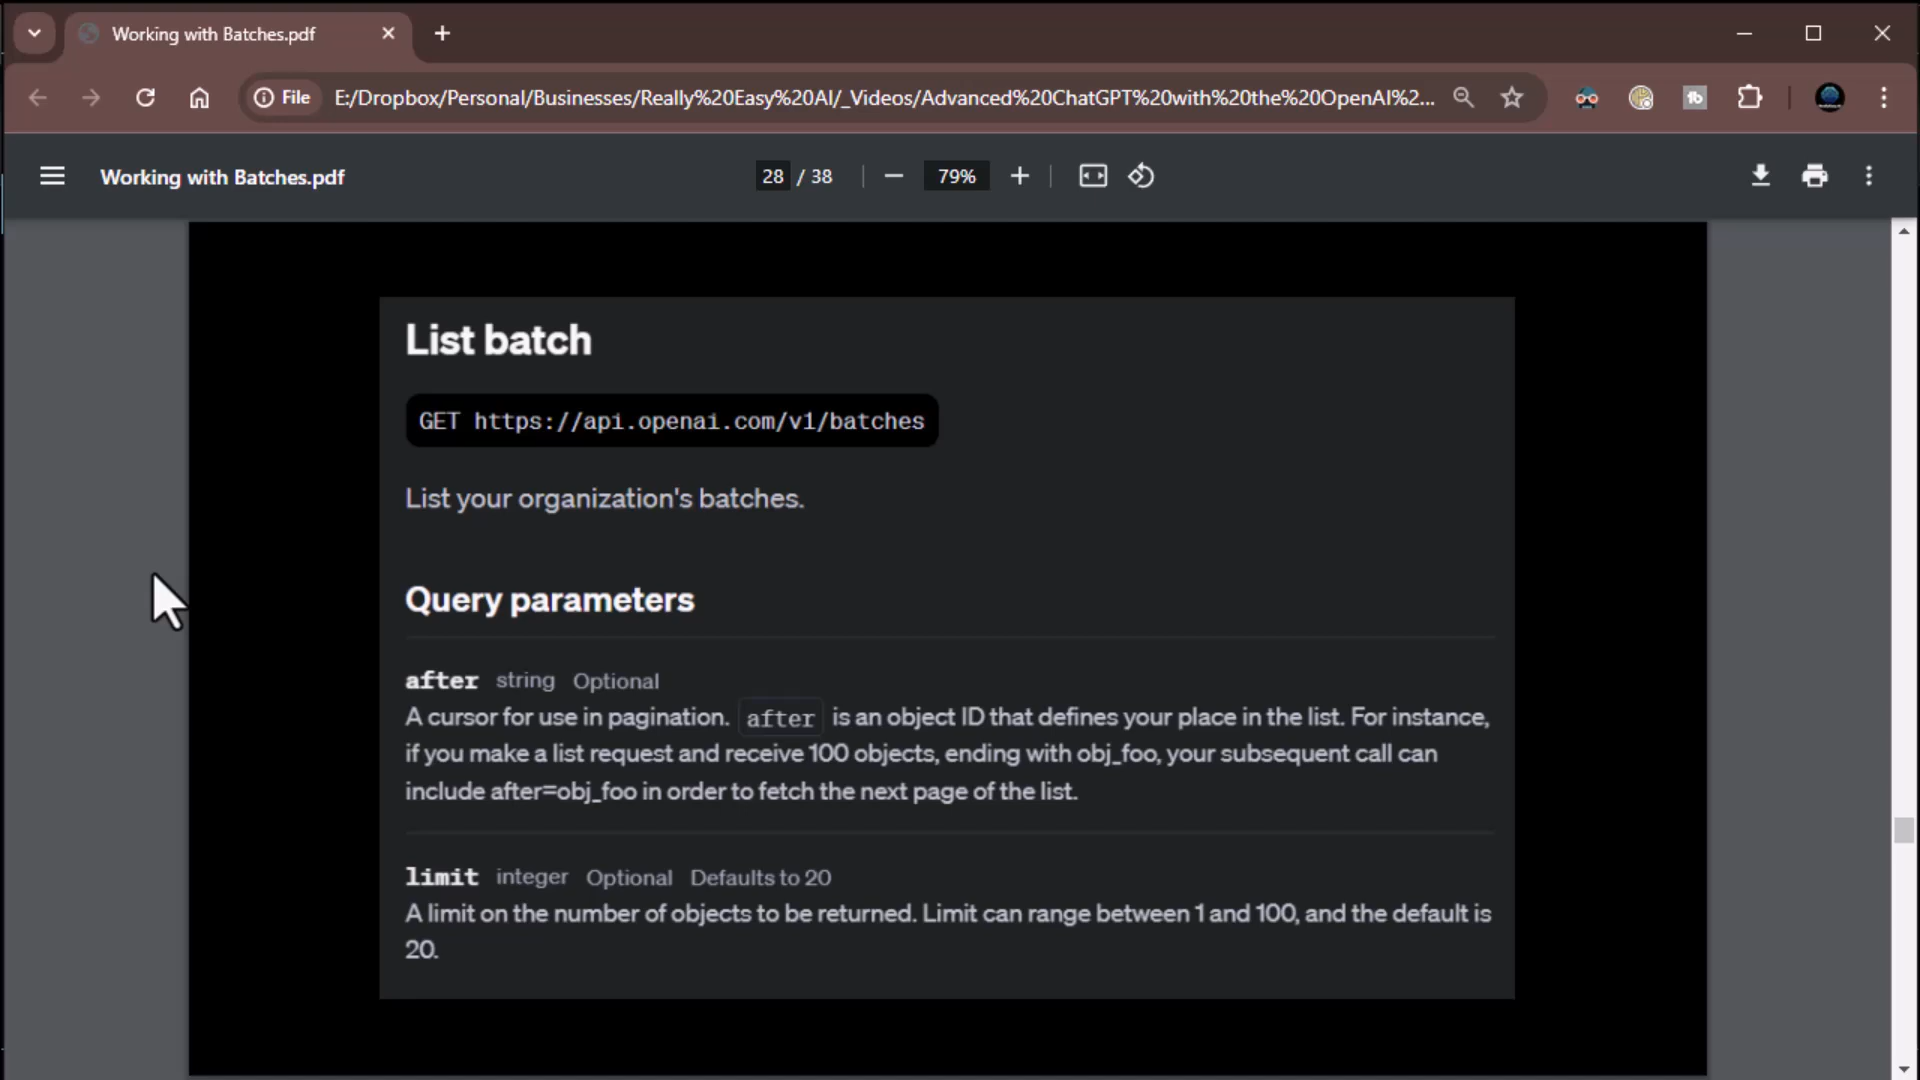 Working with Batches.pdf
File
E:/Dropbox/Personal/Businesses/Really%20Easy%20AI/_Videos/Advanced%20ChatGPT%20with%20the%20OpenAI%2...
Working with Batches.pdf
28 / 38
79%
List batch
GET https://api.openai.com/v1/batches
List your organization's batches.
Query parameters
after string Optional
A cursor for use in pagination. after is an object ID that defines your place in the list. For instance,
if you make a list request and receive 100 objects, ending with obj_foo, your subsequent call can
include after=obj_foo in order to fetch the next page of the list.
limit integer Optional Defaults to 20
A limit on the number of objects to be returned. Limit can range between 1 and 100, and the default is
20.